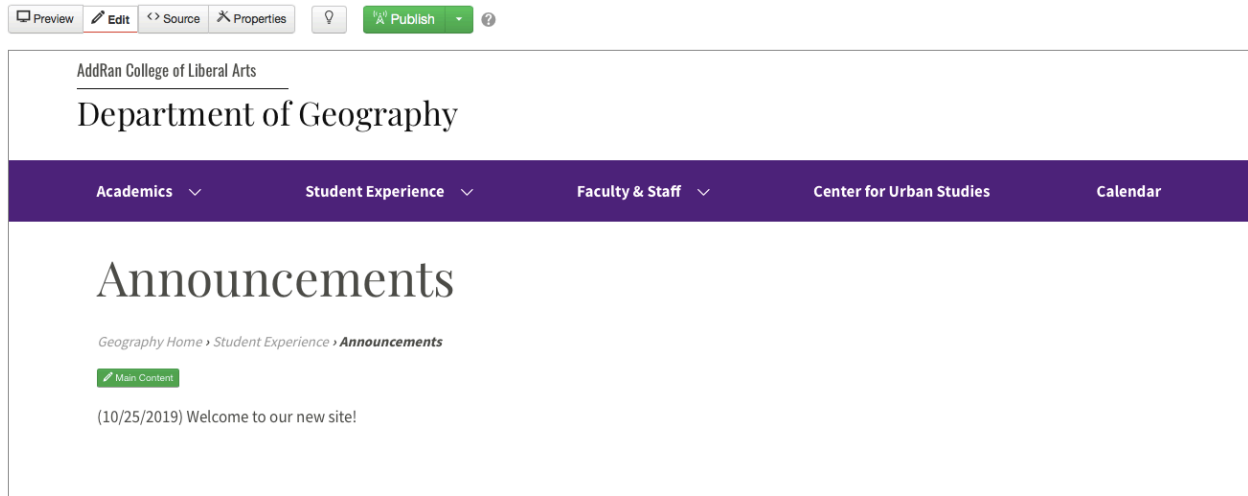 Preview Edit <> Source Properties Publish ?
AddRan College of Liberal Arts
Department of Geography
Academics Student Experience Faculty & Staff Center for Urban Studies Calendar
Announcements
Geography Home › Student Experience › Announcements
Main Content
(10/25/2019) Welcome to our new site!